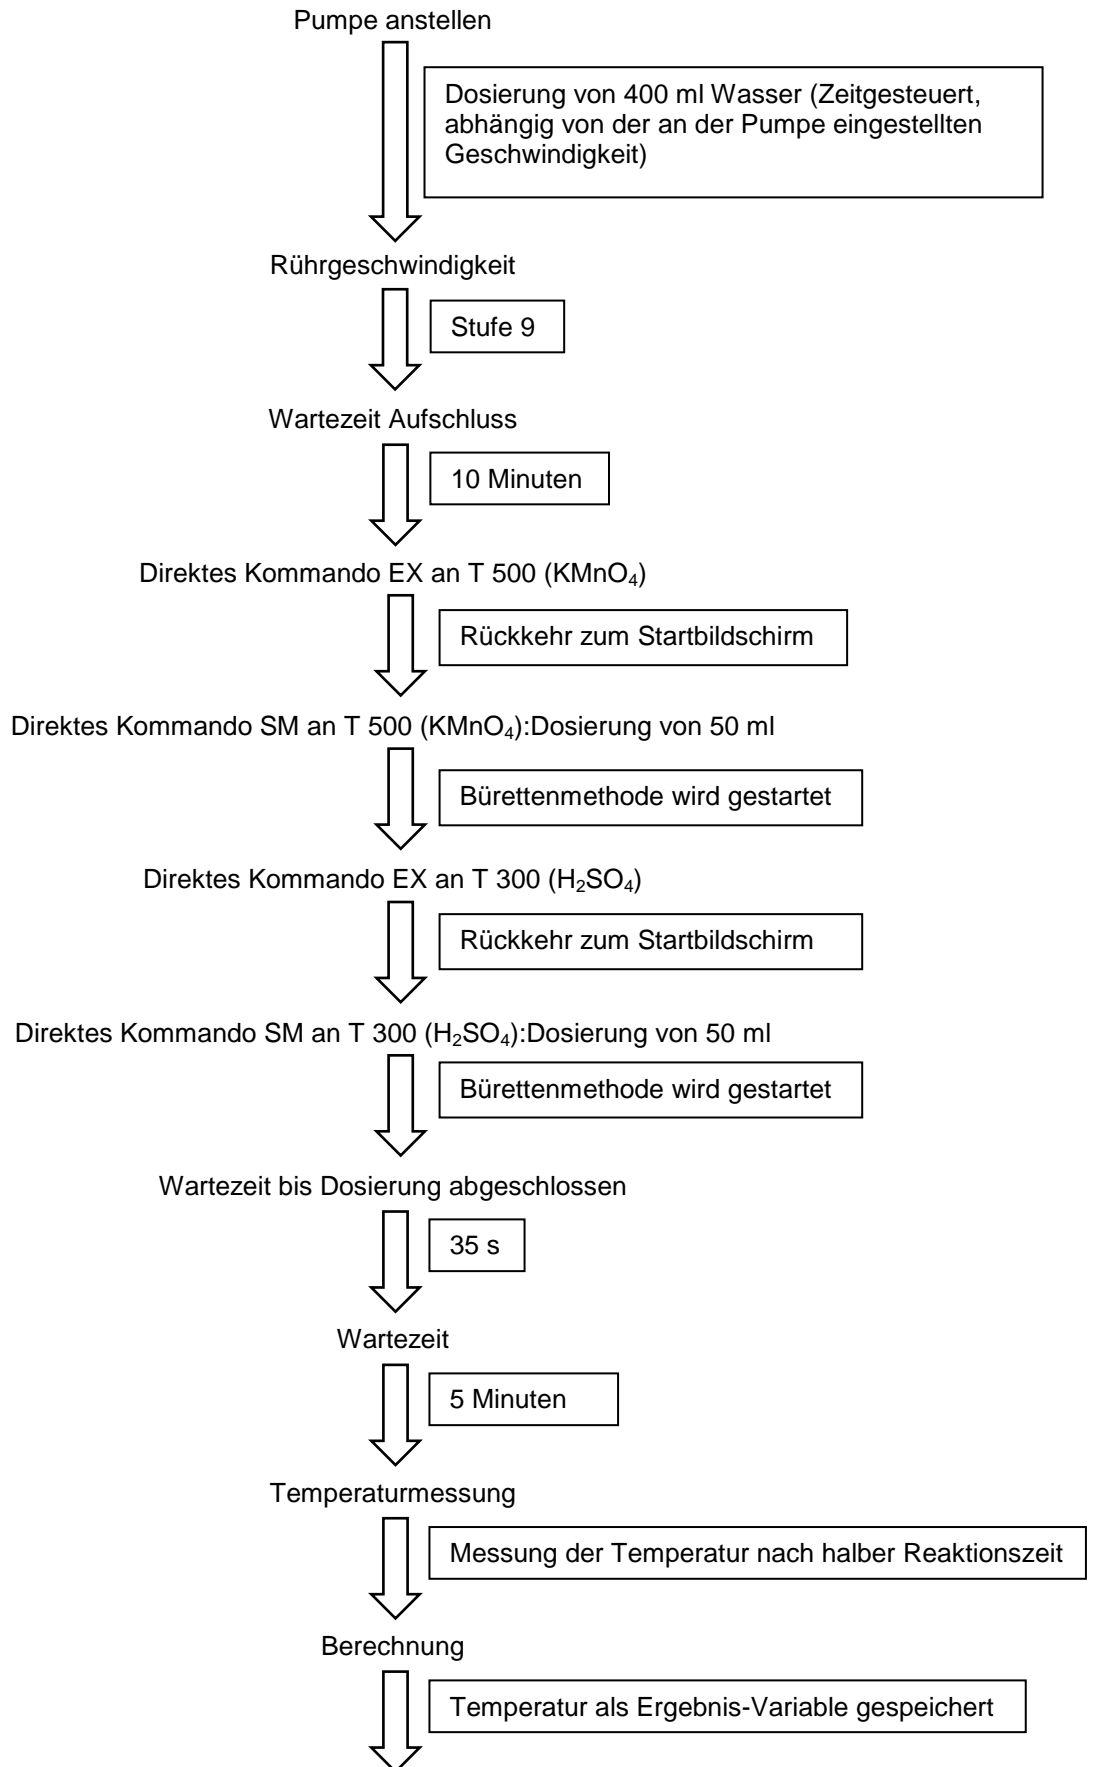 Pumpe anstellen
Dosierung von 400 ml Wasser (Zeitgesteuert,
abhängig von der an der Pumpe eingestellten
Geschwindigkeit)
Rührgeschwindigkeit
Stufe 9
Wartezeit Aufschluss
10 Minuten
Direktes Kommando EX an T 500 (KMnO₄)
Rückkehr zum Startbildschirm
Direktes Kommando SM an T 500 (KMnO₄):Dosierung von 50 ml
Bürettenmethode wird gestartet
Direktes Kommando EX an T 300 (H₂SO₄)
Rückkehr zum Startbildschirm
Direktes Kommando SM an T 300 (H₂SO₄):Dosierung von 50 ml
Bürettenmethode wird gestartet
Wartezeit bis Dosierung abgeschlossen
35 s
Wartezeit
5 Minuten
Temperaturmessung
Messung der Temperatur nach halber Reaktionszeit
Berechnung
Temperatur als Ergebnis-Variable gespeichert